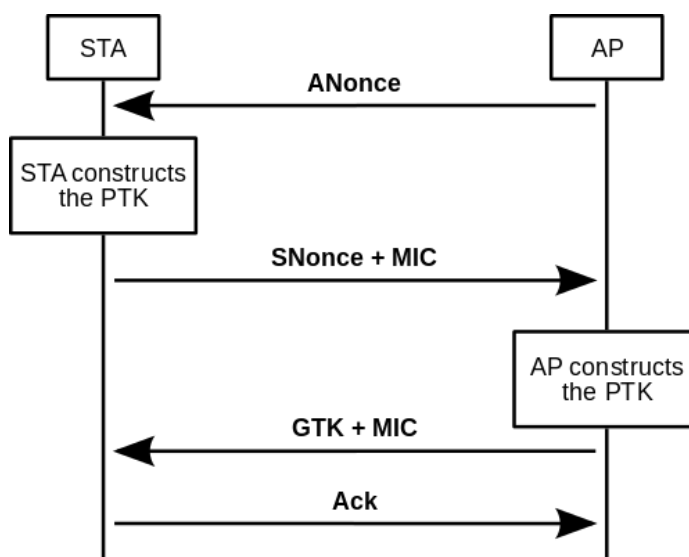 STA
AP
ANonce
STA constructs
the PTK
SNonce + MIC
AP constructs
the PTK
GTK + MIC
Ack